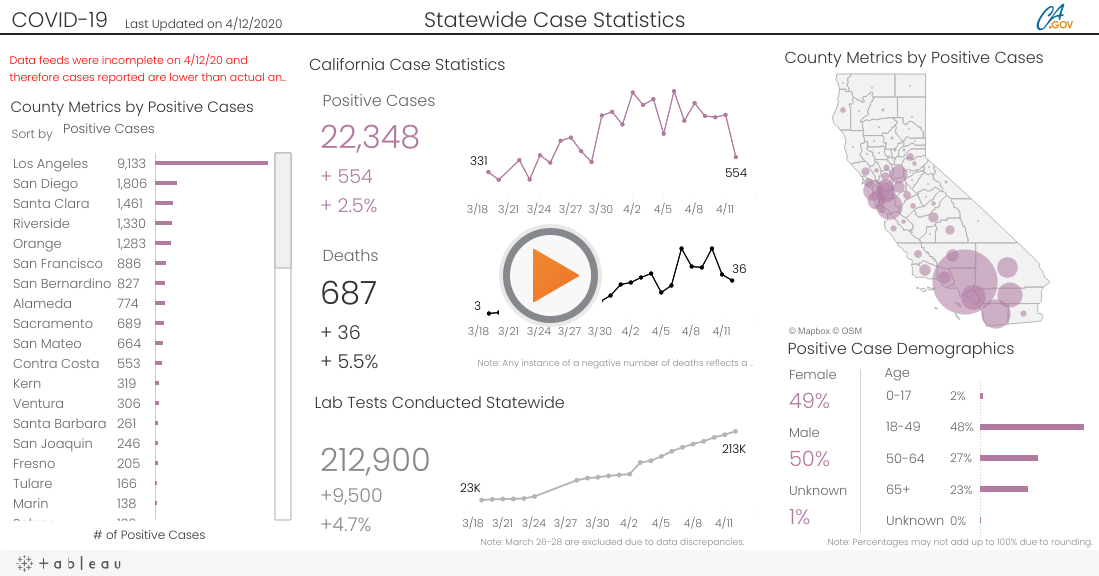 COVID-19 Last Updated on 4/12/2020
Statewide Case Statistics
CA.GOV
Data feeds were incomplete on 4/12/20 and
therefore cases reported are lower than actual an..
County Metrics by Positive Cases
Sort by Positive Cases
Los Angeles 9,133
San Diego 1,806
Santa Clara 1,461
Riverside 1,330
Orange 1,283
San Francisco 886
San Bernardino 827
Alameda 774
Sacramento 689
San Mateo 664
Contra Costa 553
Kern 319
Ventura 306
Santa Barbara 261
San Joaquin 246
Fresno 205
Tulare 166
Marin 138
# of Positive Cases
California Case Statistics
Positive Cases
22,348
+ 554
+ 2.5%
331
554
3/18 3/21 3/24 3/27 3/30 4/2 4/5 4/8 4/11
Deaths
687
+ 36
+ 5.5%
3
36
3/18 3/21 3/24 3/27 3/30 4/2 4/5 4/8 4/11
Note: Any instance of a negative number of deaths reflects a ..
Lab Tests Conducted Statewide
212,900
+9,500
+4.7%
23K
213K
3/18 3/21 3/24 3/27 3/30 4/2 4/5 4/8 4/11
Note: March 26-28 are excluded due to data discrepancies.
County Metrics by Positive Cases
© Mapbox © OSM
Positive Case Demographics
Female
49%
Male
50%
Unknown
1%
Age
0-17 2%
18-49 48%
50-64 27%
65+ 23%
Unknown 0%
Note: Percentages may not add up to 100% due to rounding.
+ableau